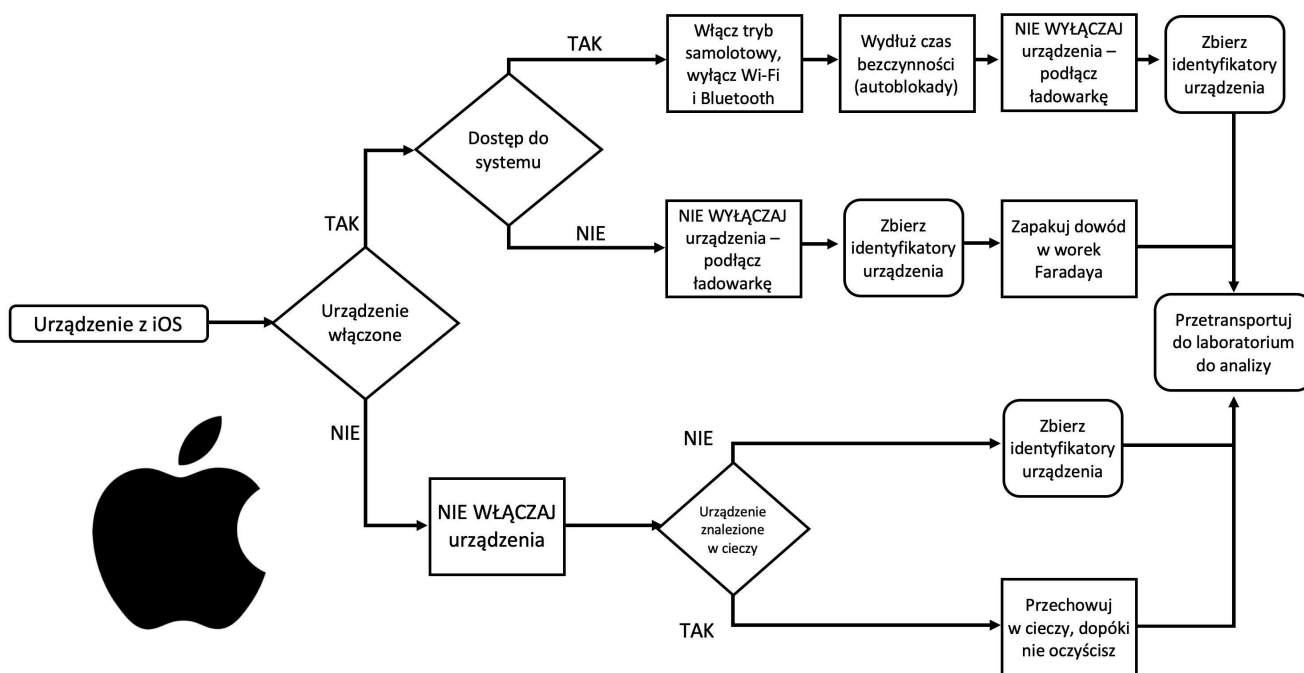 TAK
Włącz tryb
samolotowy,
wyłącz Wi-Fi
i Bluetooth
Wydłuż czas
bezczynności
(autoblokady)
NIE WYŁĄCZAJ
urządzenia –
podłącz
ładowarkę
Zbierz
identyfikatory
urządzenia
Dostęp do
systemu
TAK
NIE
NIE WYŁĄCZAJ
urządzenia –
podłącz
ładowarkę
Zbierz
identyfikatory
urządzenia
Zapakuj dowód
w worek
Faradaya
Urządzenie z iOS
Urządzenie
włączone
Przetransportuj
do laboratorium
do analizy
NIE
NIE WŁĄCZAJ
urządzenia
NIE
Urządzenie
znalezione
w cieczy
Zbierz
identyfikatory
urządzenia
TAK
Przechowuj
w cieczy, dopóki
nie oczyścisz